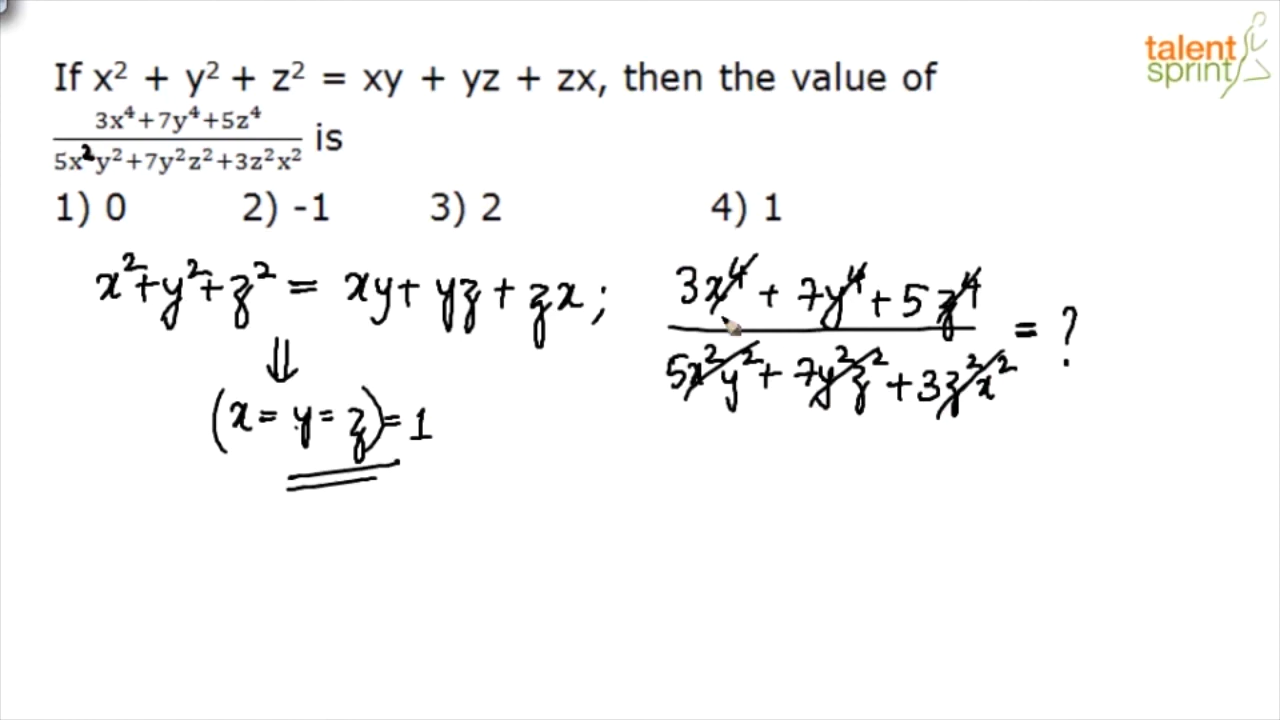 talent
sprint
If x² + y² + z² = xy + yz + zx, then the value of
3x⁴+7y⁴+5z⁴
5x²y²+7y²z²+3z²x² is
1) 0 2) -1 3) 2 4) 1
x²+y²+z² = xy + yz + zx ; 3x⁴ + 7y⁴ + 5z⁴
5x²y² + 7y²z² + 3z²x² = ?
⇓
(x = y = z) = 1